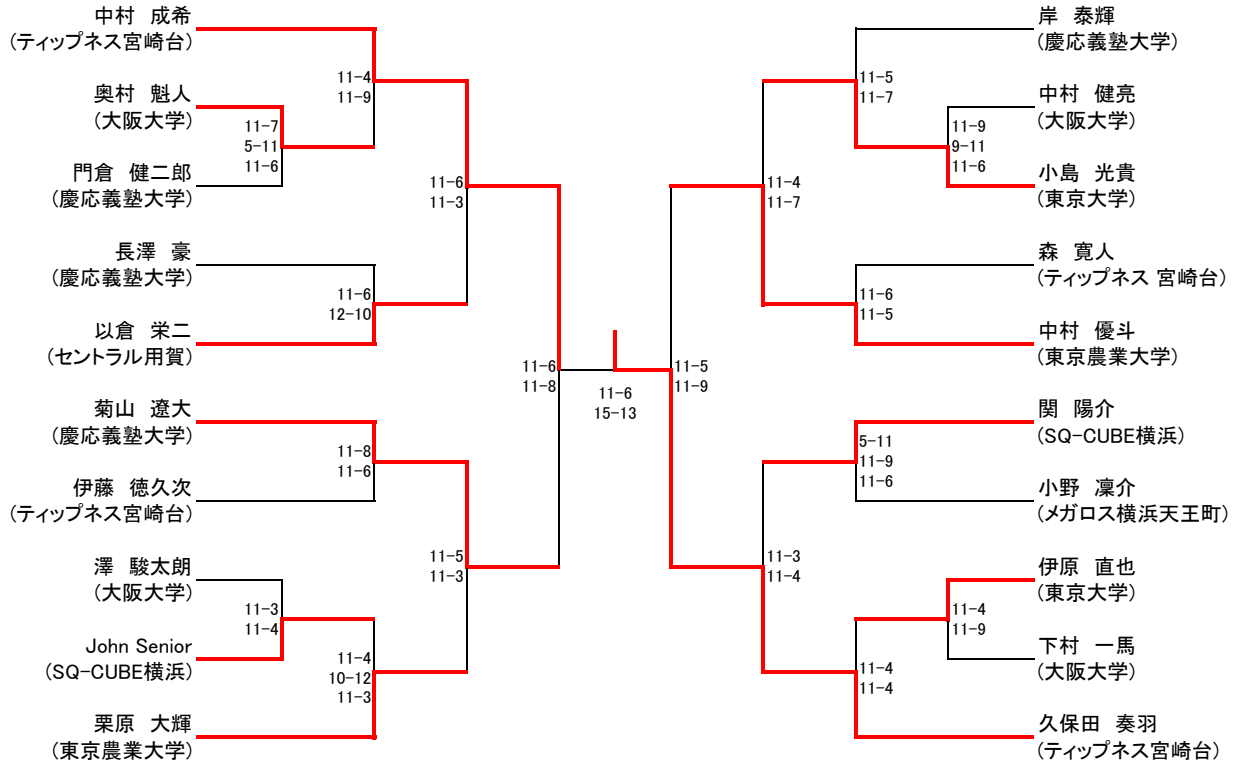 中村 成希
(ティップネス宮崎台)
奥村 魁人
(大阪大学)
門倉 健二郎
(慶応義塾大学)
長澤 豪
(慶応義塾大学)
以倉 栄二
(セントラル用賀)
菊山 遼大
(慶応義塾大学)
伊藤 徳久次
(ティップネス宮崎台)
澤 駿太朗
(大阪大学)
John Senior
(SQ-CUBE横浜)
栗原 大輝
(東京農業大学)
11-7
5-11
11-6
11-3
11-4
11-4
11-9
11-6
12-10
11-8
11-6
11-4
10-12
11-3
11-6
11-3
11-5
11-3
11-6
11-8
11-6
15-13
11-5
11-9
11-4
11-7
11-3
11-4
11-5
11-7
11-6
11-5
5-11
11-9
11-6
11-4
11-4
11-9
9-11
11-6
11-4
11-9
岸 泰輝
(慶応義塾大学)
中村 健亮
(大阪大学)
小島 光貴
(東京大学)
森 寛人
(ティップネス 宮崎台)
中村 優斗
(東京農業大学)
関 陽介
(SQ-CUBE横浜)
小野 凜介
(メガロス横浜天王町)
伊原 直也
(東京大学)
下村 一馬
(大阪大学)
久保田 奏羽
(ティップネス宮崎台)